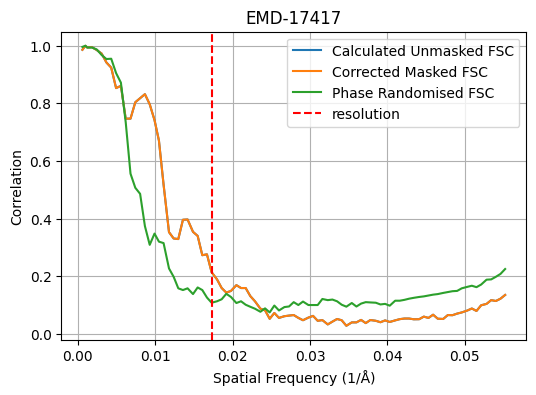 EMD-17417
Calculated Unmasked FSC
Corrected Masked FSC
Phase Randomised FSC
resolution
Correlation
1.0
0.8
0.6
0.4
0.2
0.0
0.00 0.01 0.02 0.03 0.04 0.05
Spatial Frequency (1/Å)